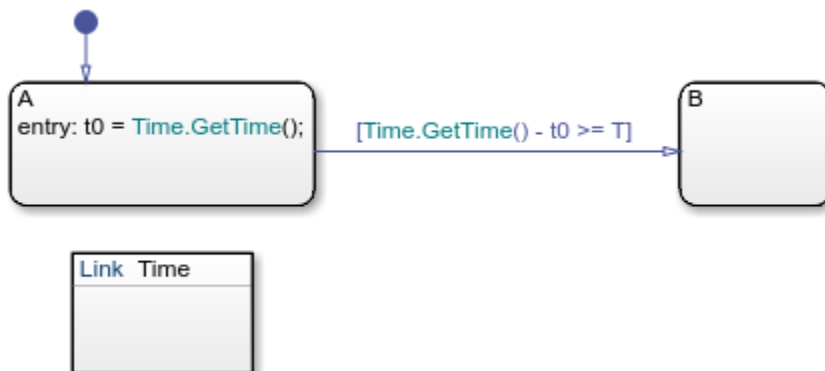 A
entry: t0 = Time.GetTime();
[Time.GetTime() - t0 >= T]
B
Link Time